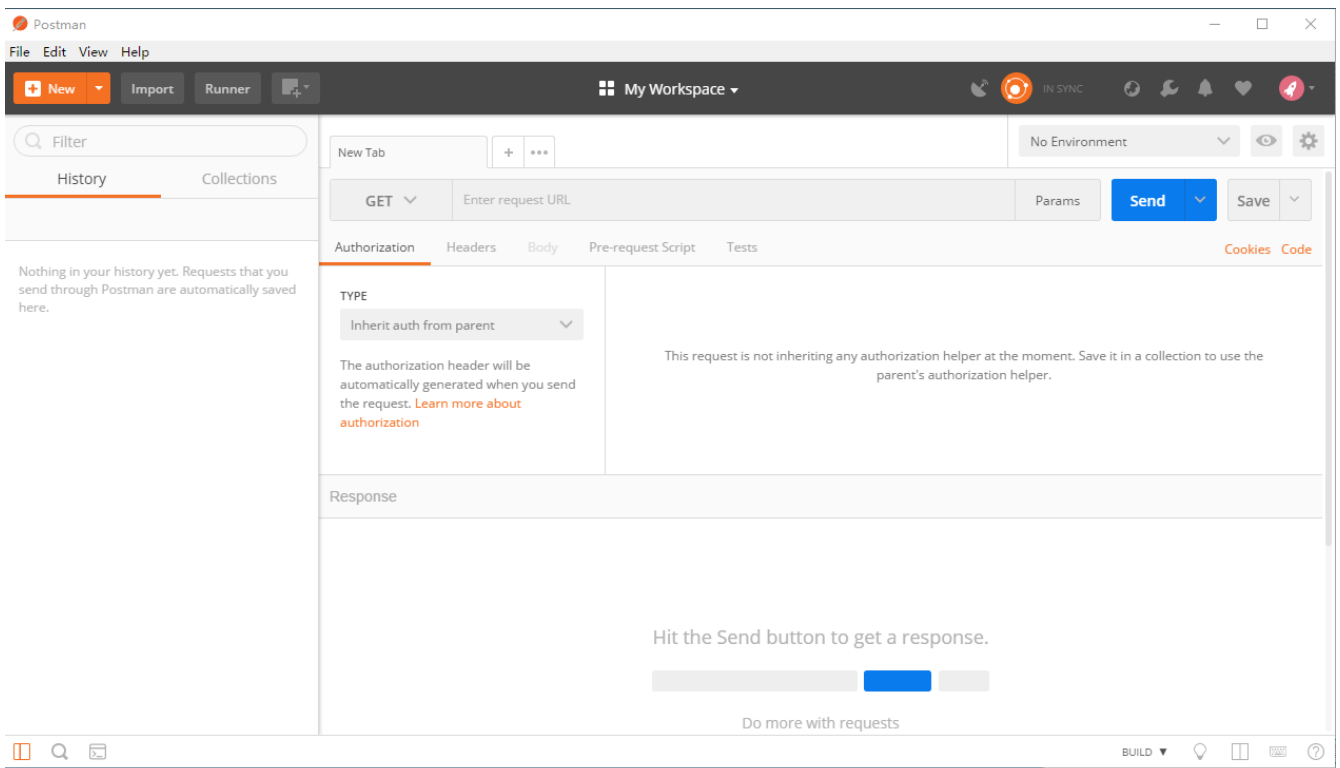 Postman
File Edit View Help
New Import Runner My Workspace IN SYNC
Filter
History Collections
Nothing in your history yet. Requests that you
send through Postman are automatically saved
here.
New Tab + No Environment
GET Enter request URL Params Send Save
Authorization Headers Body Pre-request Script Tests Cookies Code
TYPE
Inherit auth from parent
The authorization header will be
automatically generated when you send
the request. Learn more about
authorization
This request is not inheriting any authorization helper at the moment. Save it in a collection to use the
parent's authorization helper.
Response
Hit the Send button to get a response.
Do more with requests
BUILD